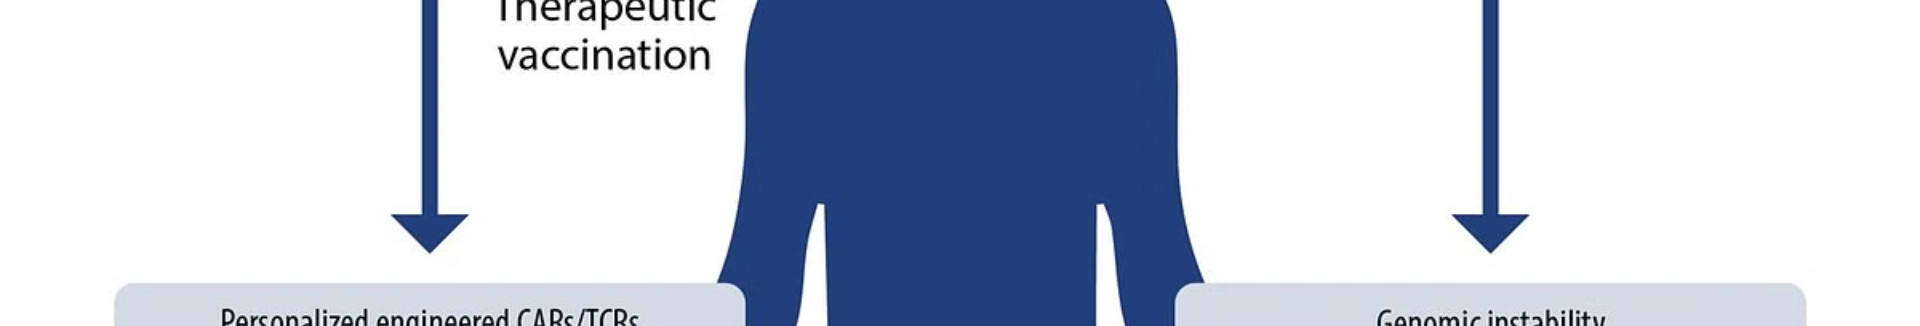 Therapeutic
vaccination
Personalized engineered CARs/TCRs
Genomic instability